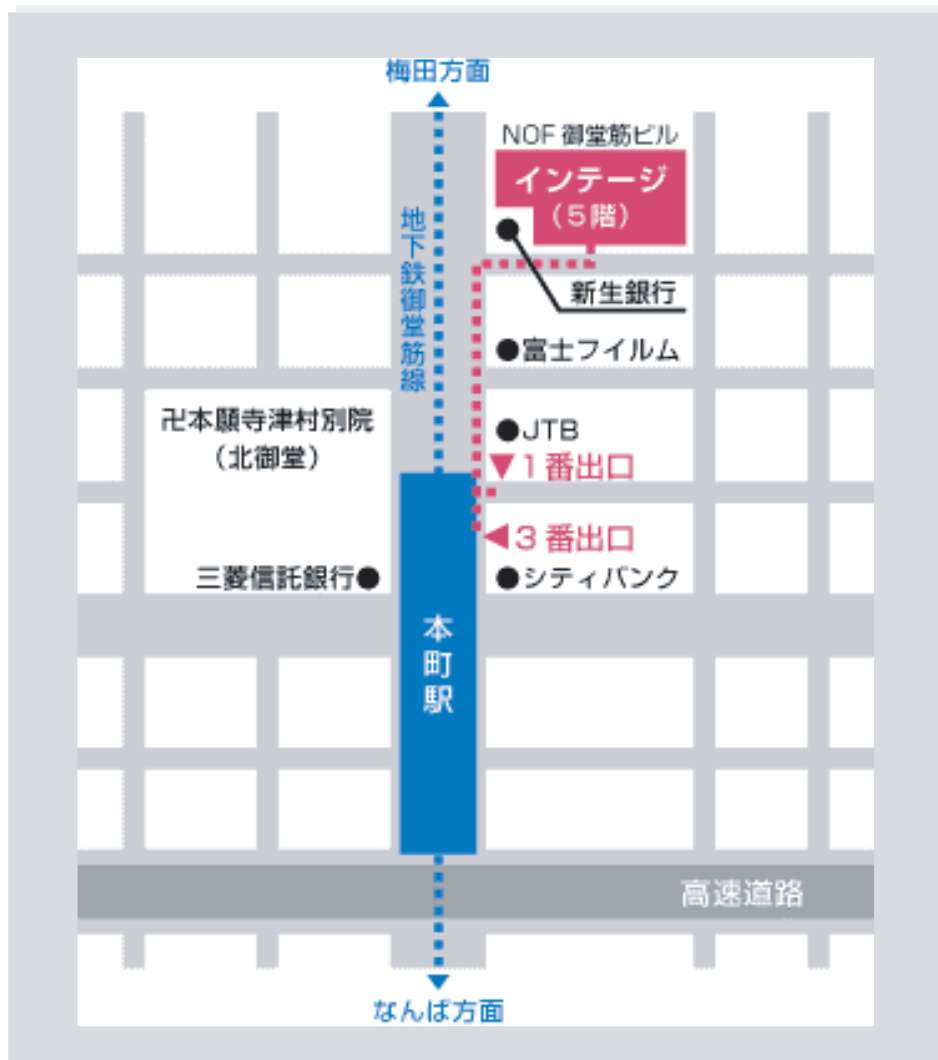 梅田方面
NOF 御堂筋ビル
インテージ
(5階)
地下鉄御堂筋線
新生銀行
●富士フイルム
卍本願寺津村別院
(北御堂)
●JTB
▼1番出口
◀3番出口
三菱信託銀行●
●シティバンク
本町駅
高速道路
なんば方面